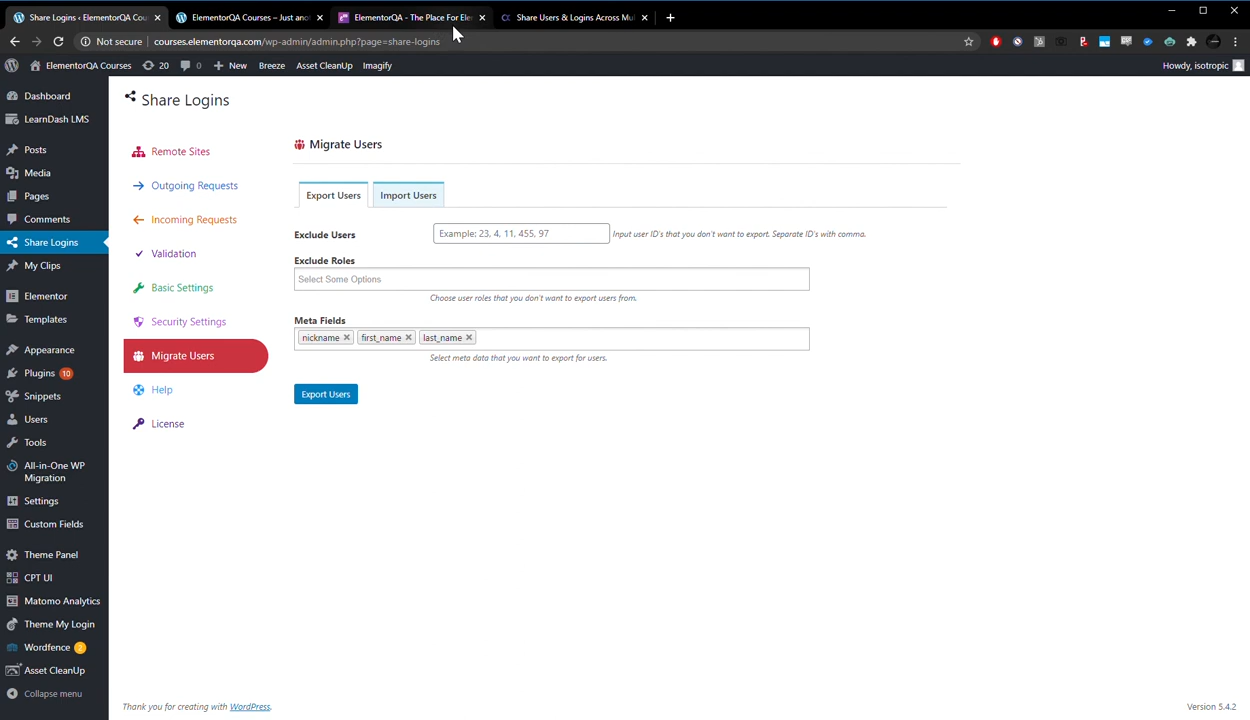 Share Logins ‹ ElementorQA Cou
ElementorQA Courses – Just ano
ElementorQA - The Place For Ele
Share Users & Logins Across Mul
Not secure
courses.elementorqa.com/wp-admin/admin.php?page=share-logins
ElementorQA Courses
20
0
New
Breeze
Asset CleanUp
Imagify
Howdy, isotropic
Dashboard
LearnDash LMS
Posts
Media
Pages
Comments
Share Logins
My Clips
Elementor
Templates
Appearance
Plugins 10
Snippets
Users
Tools
All-in-One WP
Migration
Settings
Custom Fields
Theme Panel
CPT UI
Matomo Analytics
Theme My Login
Wordfence 2
Asset CleanUp
Collapse menu
Share Logins
Remote Sites
Outgoing Requests
Incoming Requests
Validation
Basic Settings
Security Settings
Migrate Users
Help
License
Migrate Users
Export Users
Import Users
Exclude Users
Example: 23, 4, 11, 455, 97
Input user ID's that you don't want to export. Separate ID's with comma.
Exclude Roles
Select Some Options
Choose user roles that you don't want to export users from.
Meta Fields
nickname
first_name
last_name
Select meta data that you want to export for users.
Export Users
Thank you for creating with WordPress.
Version 5.4.2